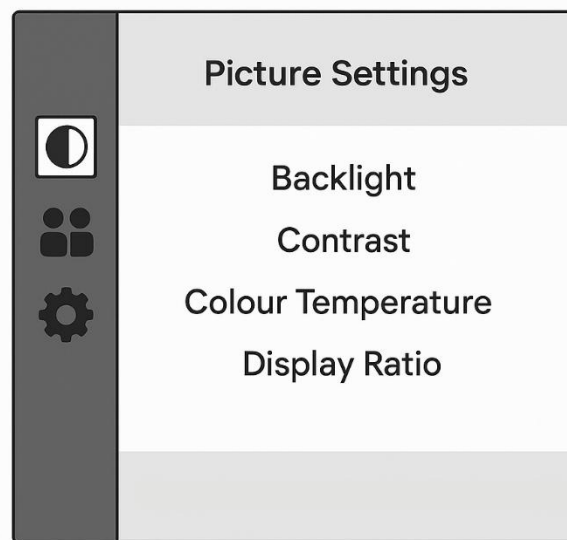 Picture Settings
Backlight
Contrast
Colour Temperature
Display Ratio